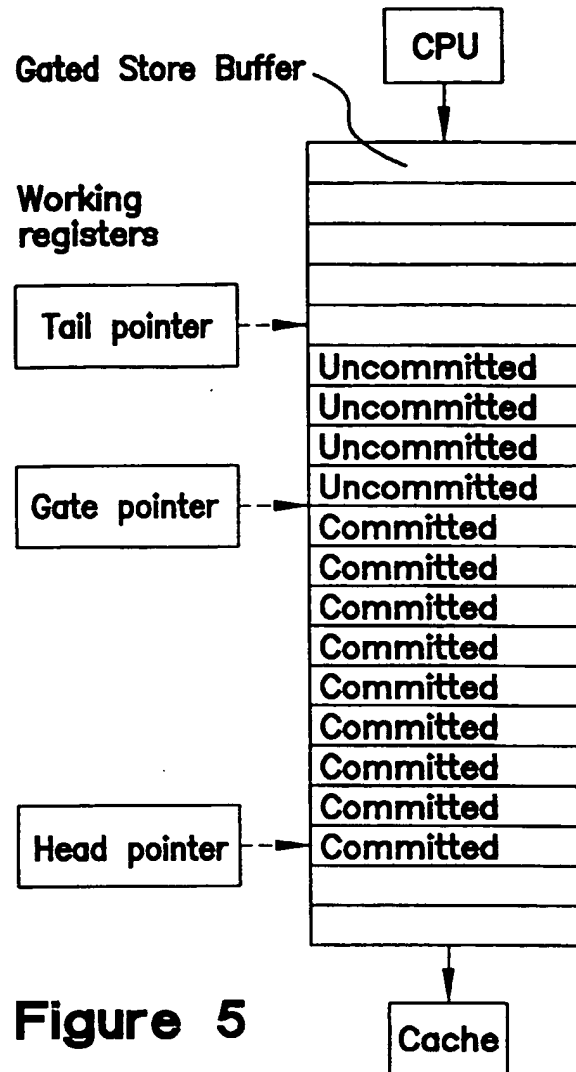 CPU
Gated Store Buffer
Working
registers
Tail pointer
Uncommitted
Uncommitted
Uncommitted
Uncommitted
Gate pointer
Committed
Committed
Committed
Committed
Committed
Committed
Committed
Committed
Head pointer
Committed
Figure 5
Cache